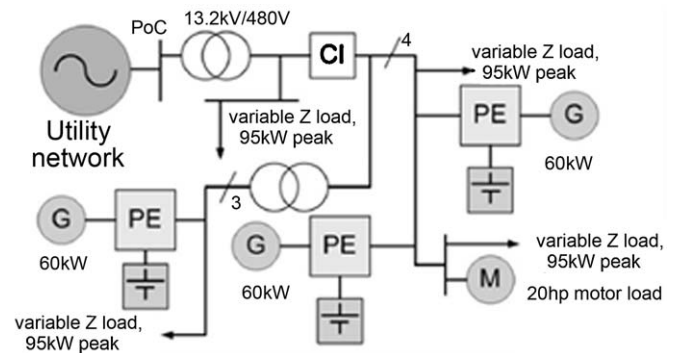 13.2kV/480V
PoC
CI
4
variable Z load,
95kW peak
PE
G
60kW
Utility
network
variable Z load,
95kW peak
3
G
PE
60kW
G
PE
60kW
variable Z load,
95kW peak
M
20hp motor load
variable Z load,
95kW peak